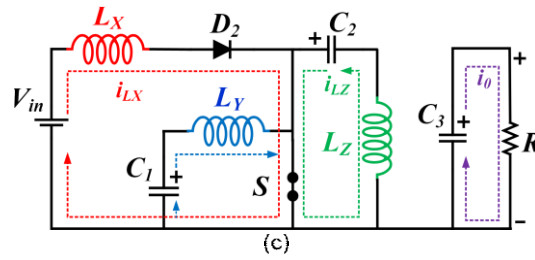 L_X D_2 C_2
+
i_LX i_LZ i_0
V_in L_Y
C_1 + S L_Z C_3 + R
+
−
(c)